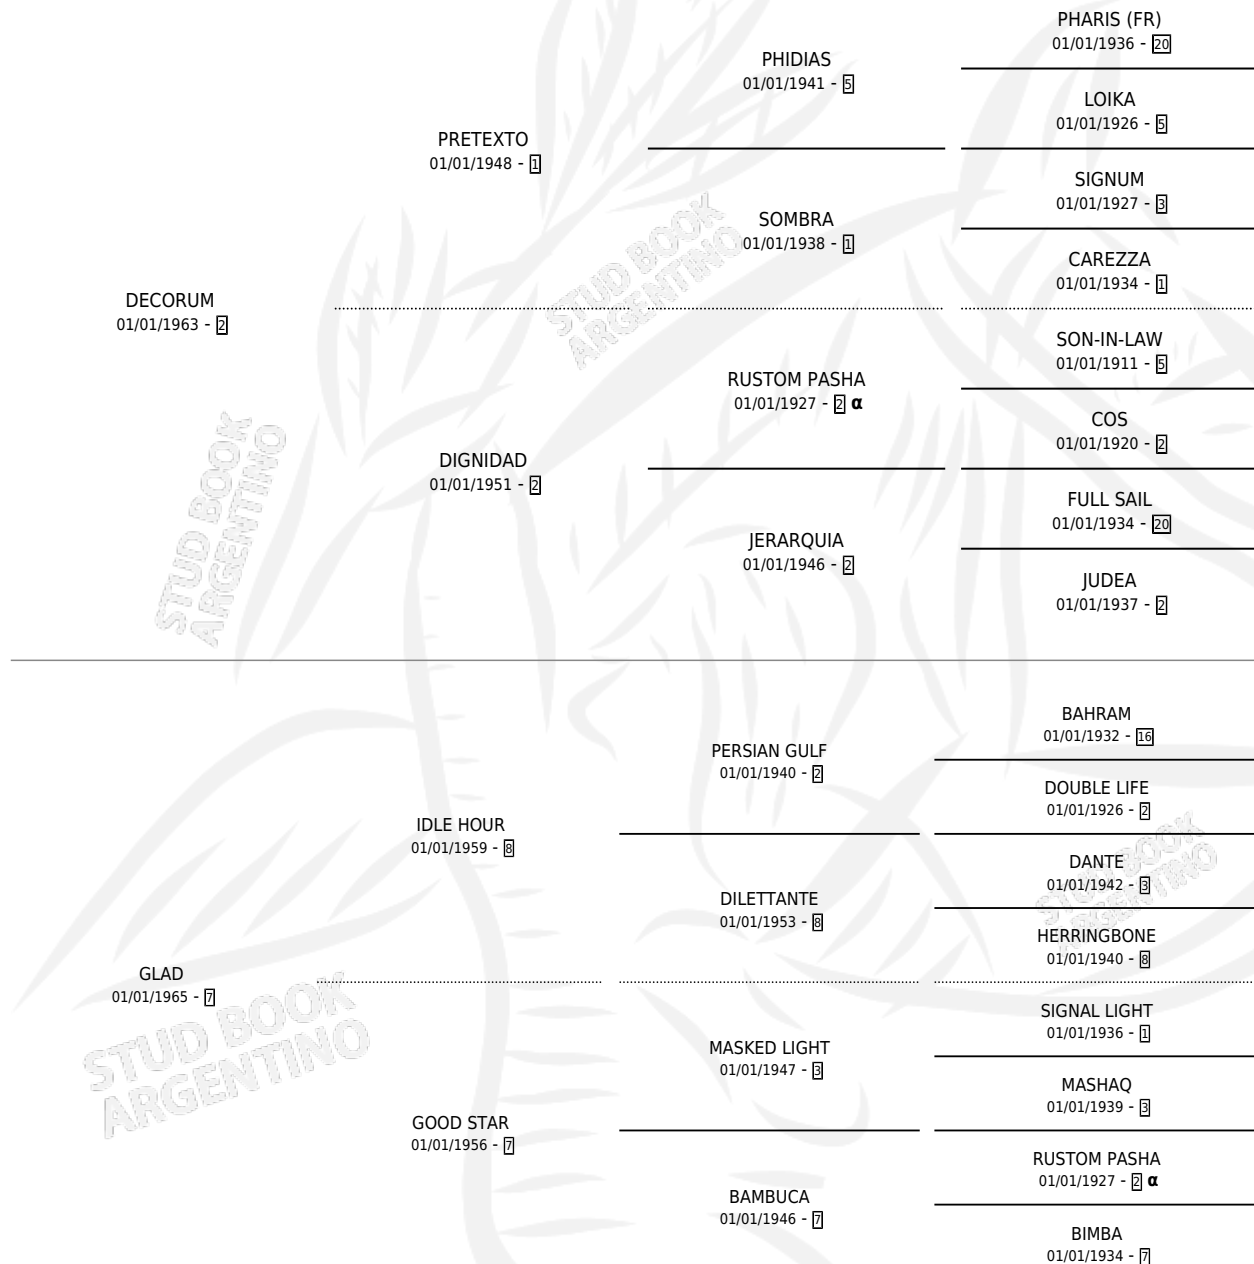 PHARIS (FR)
01/01/1936 - 20
PHIDIAS
01/01/1941 - 5
LOIKA
01/01/1926 - 5
PRETEXTO
01/01/1948 - 1
SIGNUM
01/01/1927 - 3
SOMBRA
01/01/1938 - 1
CAREZZA
01/01/1934 - 1
DECORUM
01/01/1963 - 2
STUD BOOK
ARGENTINO
SON-IN-LAW
01/01/1911 - 5
RUSTOM PASHA
01/01/1927 - 2 α
COS
01/01/1920 - 2
DIGNIDAD
01/01/1951 - 2
FULL SAIL
01/01/1934 - 20
JERARQUIA
01/01/1946 - 2
JUDEA
01/01/1937 - 2
STUD BOOK
ARGENTINO
BAHRAM
01/01/1932 - 16
PERSIAN GULF
01/01/1940 - 2
DOUBLE LIFE
01/01/1926 - 2
IDLE HOUR
01/01/1959 - 8
DANTE
01/01/1942 - 3
STUD BOOK
ARGENTINO
DILETTANTE
01/01/1953 - 8
HERRINGBONE
01/01/1940 - 8
GLAD
01/01/1965 - 7
SIGNAL LIGHT
01/01/1936 - 1
MASKED LIGHT
01/01/1947 - 3
MASHAQ
01/01/1939 - 3
STUD BOOK
ARGENTINO
GOOD STAR
01/01/1956 - 7
RUSTOM PASHA
01/01/1927 - 2 α
BAMBUCA
01/01/1946 - 7
BIMBA
01/01/1934 - 7